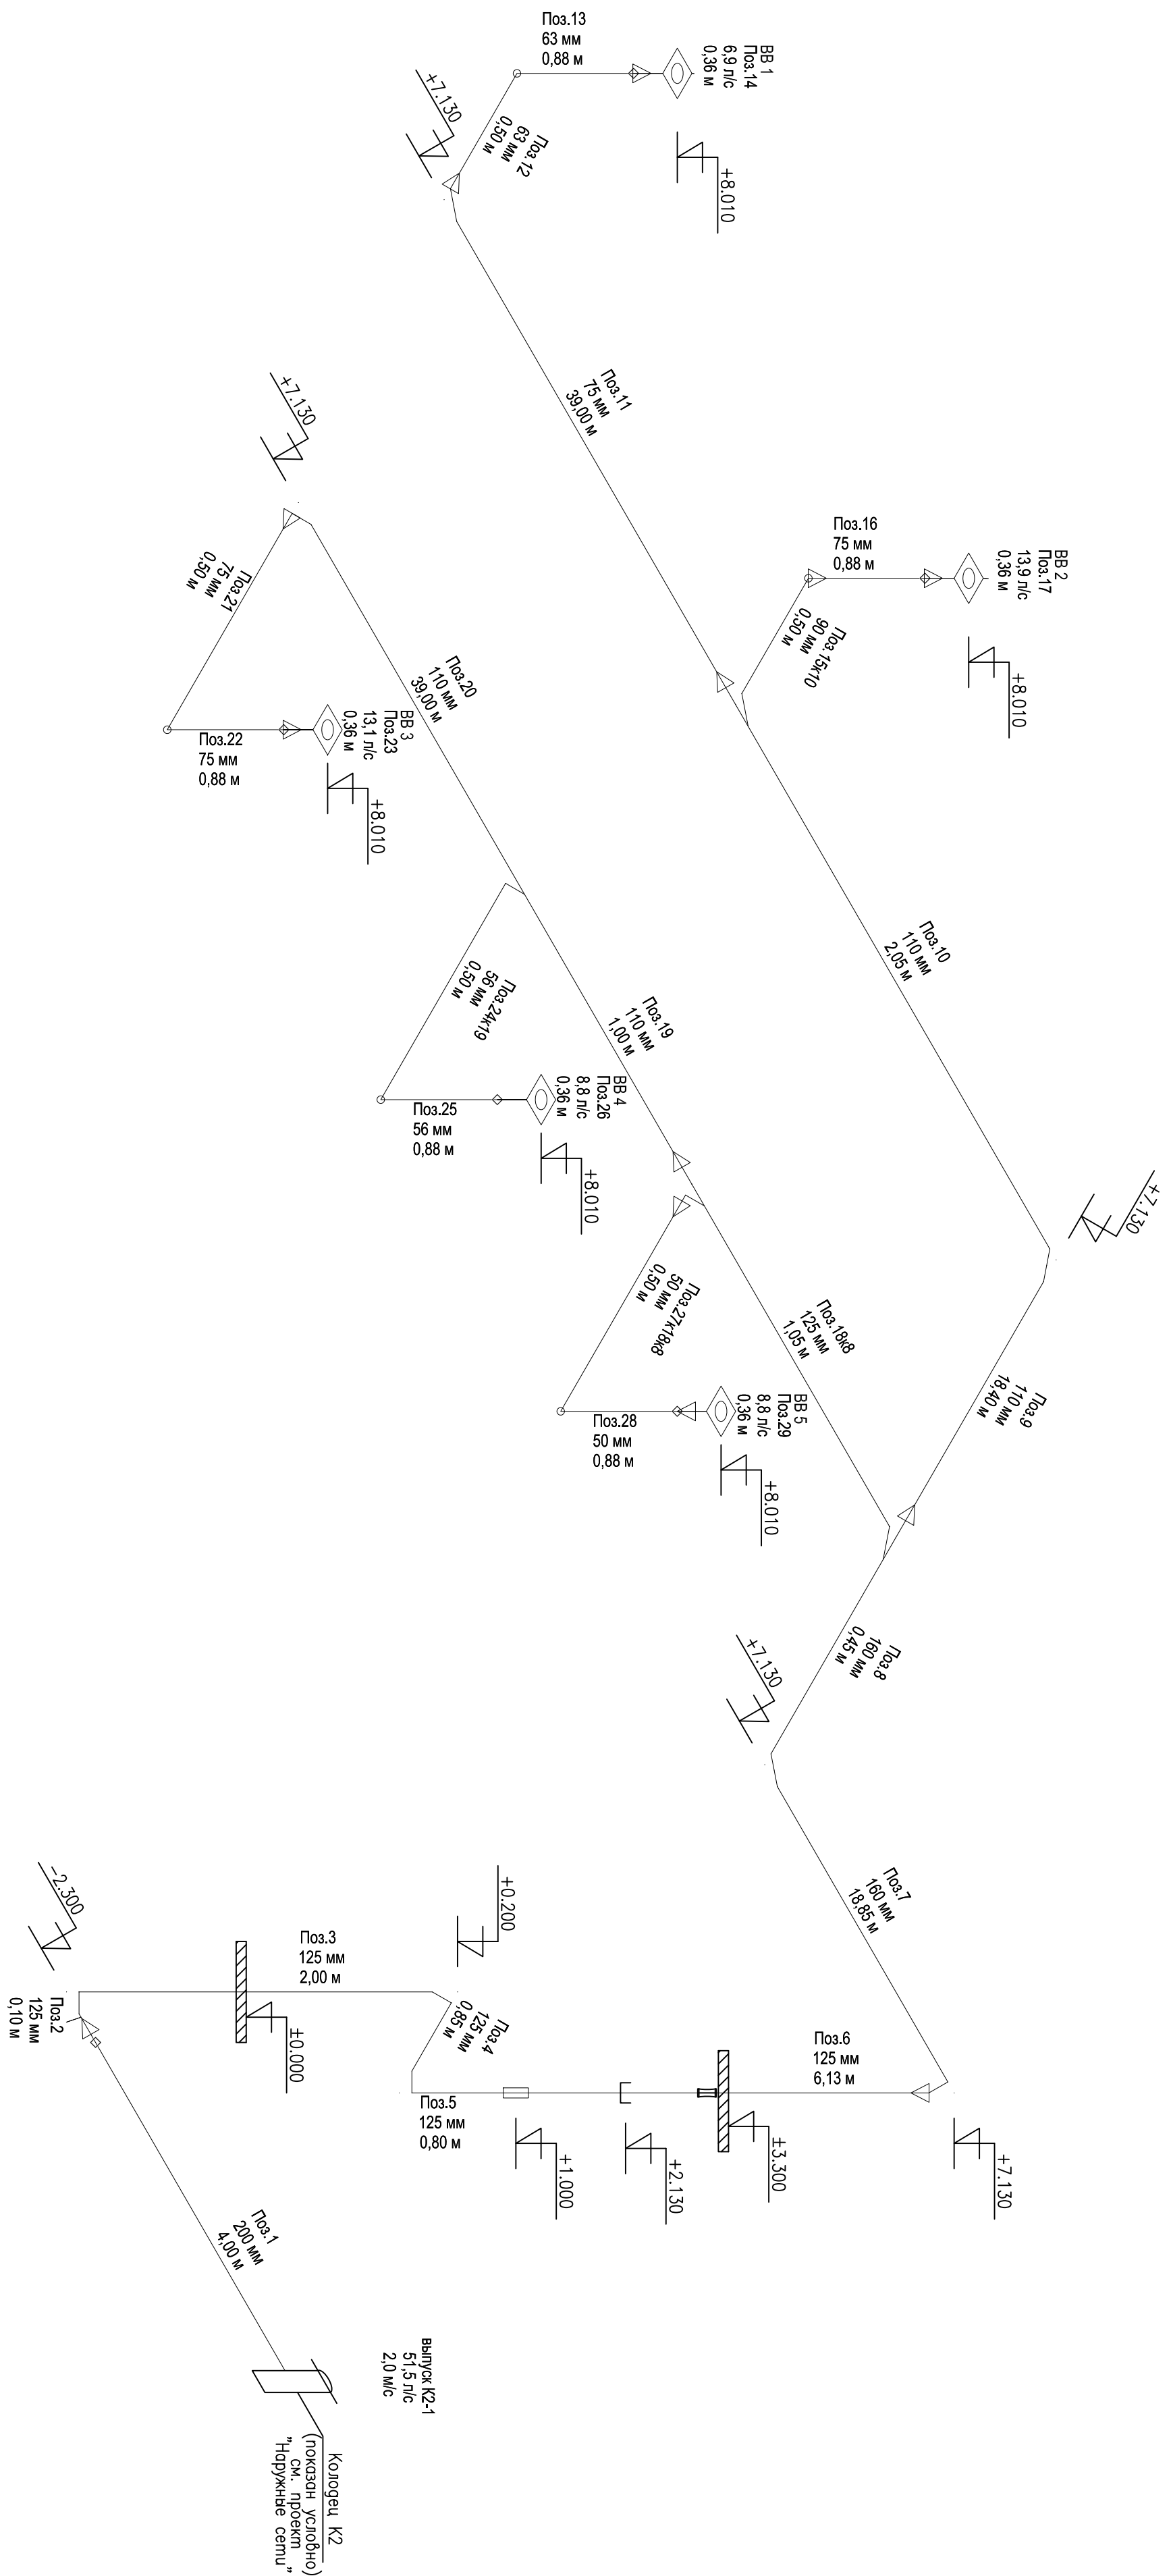 Поз.13
63 мм
0,88 м
ВВ 1
Поз.14
6,9 л/с
0,36 м
+7.130
Поз.12
63 мм
0,50 м
+8.010
Поз.11
75 мм
39,00 м
+7.130
Поз.16
75 мм
0,88 м
ВВ 2
Поз.17
13,9 л/с
0,36 м
Поз.15к10
90 мм
0,50 м
+8.010
Поз.21
75 мм
0,50 м
Поз.20
110 мм
39,00 м
Поз.22
75 мм
0,88 м
ВВ 3
Поз.23
13,1 л/с
0,36 м
+8.010
Поз.10
110 мм
2,05 м
Поз.24к19
56 мм
0,50 м
Поз.19
110 мм
1,00 м
Поз.25
56 мм
0,88 м
ВВ 4
Поз.26
8,8 л/с
0,36 м
+8.010
+7.130
Поз.27к18к8
50 мм
0,50 м
Поз.18к8
125 мм
1,05 м
Поз.9
110 мм
18,40 м
Поз.28
50 мм
0,88 м
ВВ 5
Поз.29
8,8 л/с
0,36 м
+8.010
Поз.8
160 мм
0,45 м
+7.130
Поз.7
160 мм
18,85 м
-2.300
Поз.3
125 мм
2,00 м
+0.200
Поз.2
125 мм
0,10 м
±0.000
Поз.4
125 мм
0,85 м
Поз.6
125 мм
6,13 м
Поз.5
125 мм
0,80 м
+1.000
+2.130
±3.300
+7.130
Поз.1
200 мм
4,00 м
выпуск К2-1
51,5 л/с
2,0 м/с
Колодец К2
(показан условно)
см. проект
"Наружные сети"